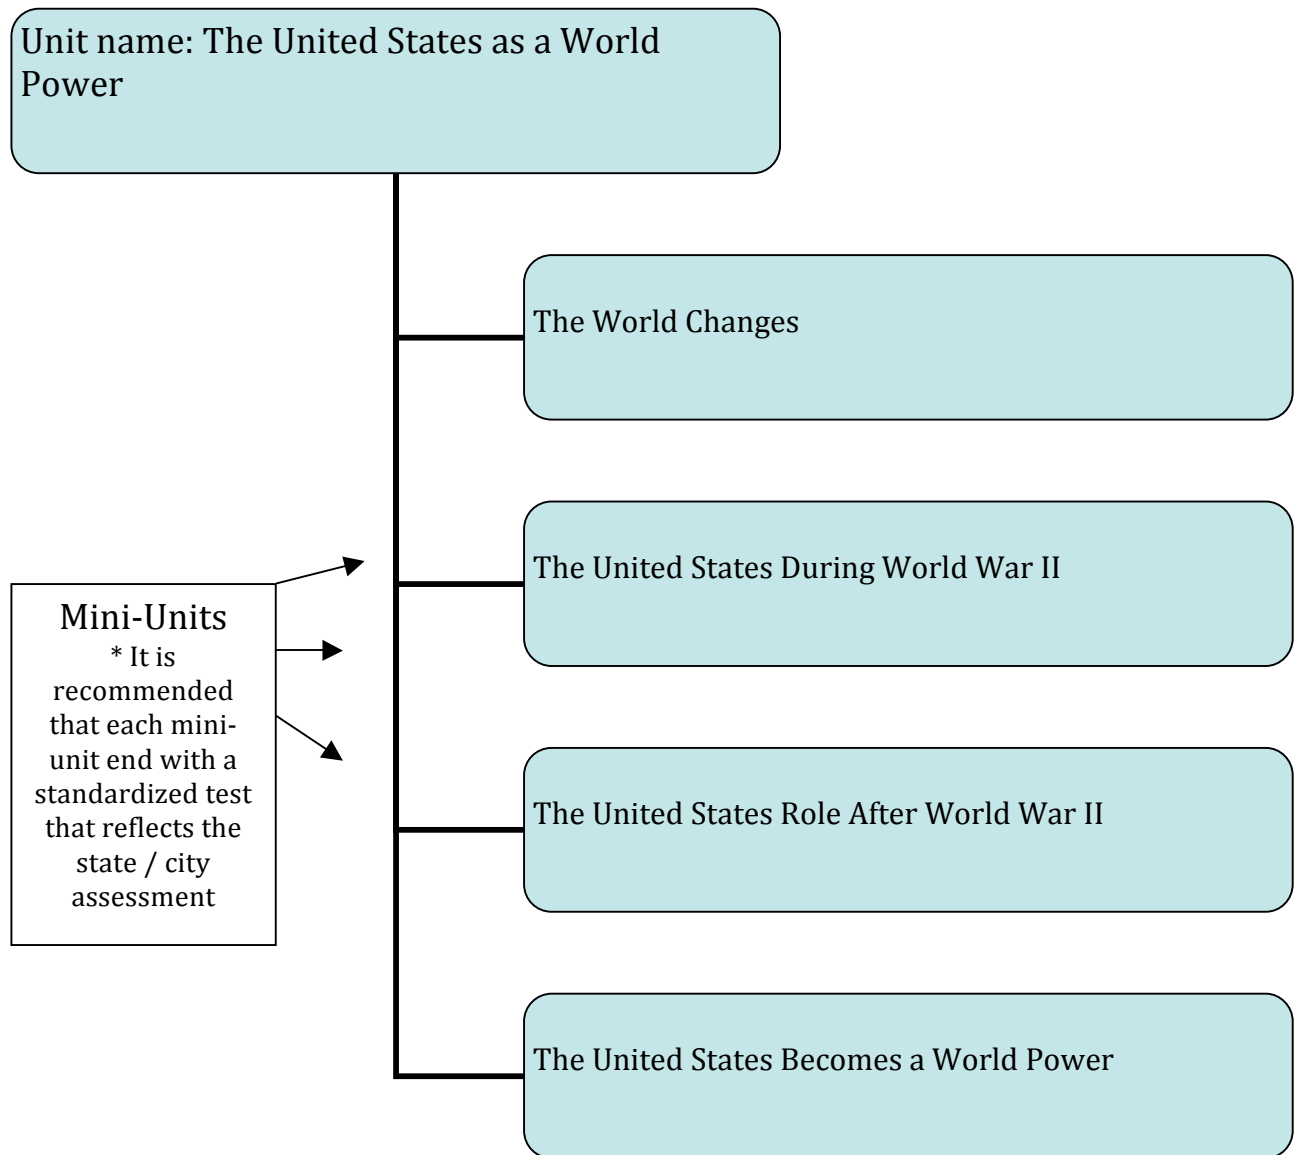 Unit name: The United States as a World
Power
The World Changes
The United States During World War II
Mini-Units
* It is
recommended
that each mini-
unit end with a
standardized test
that reflects the
state / city
assessment
The United States Role After World War II
The United States Becomes a World Power